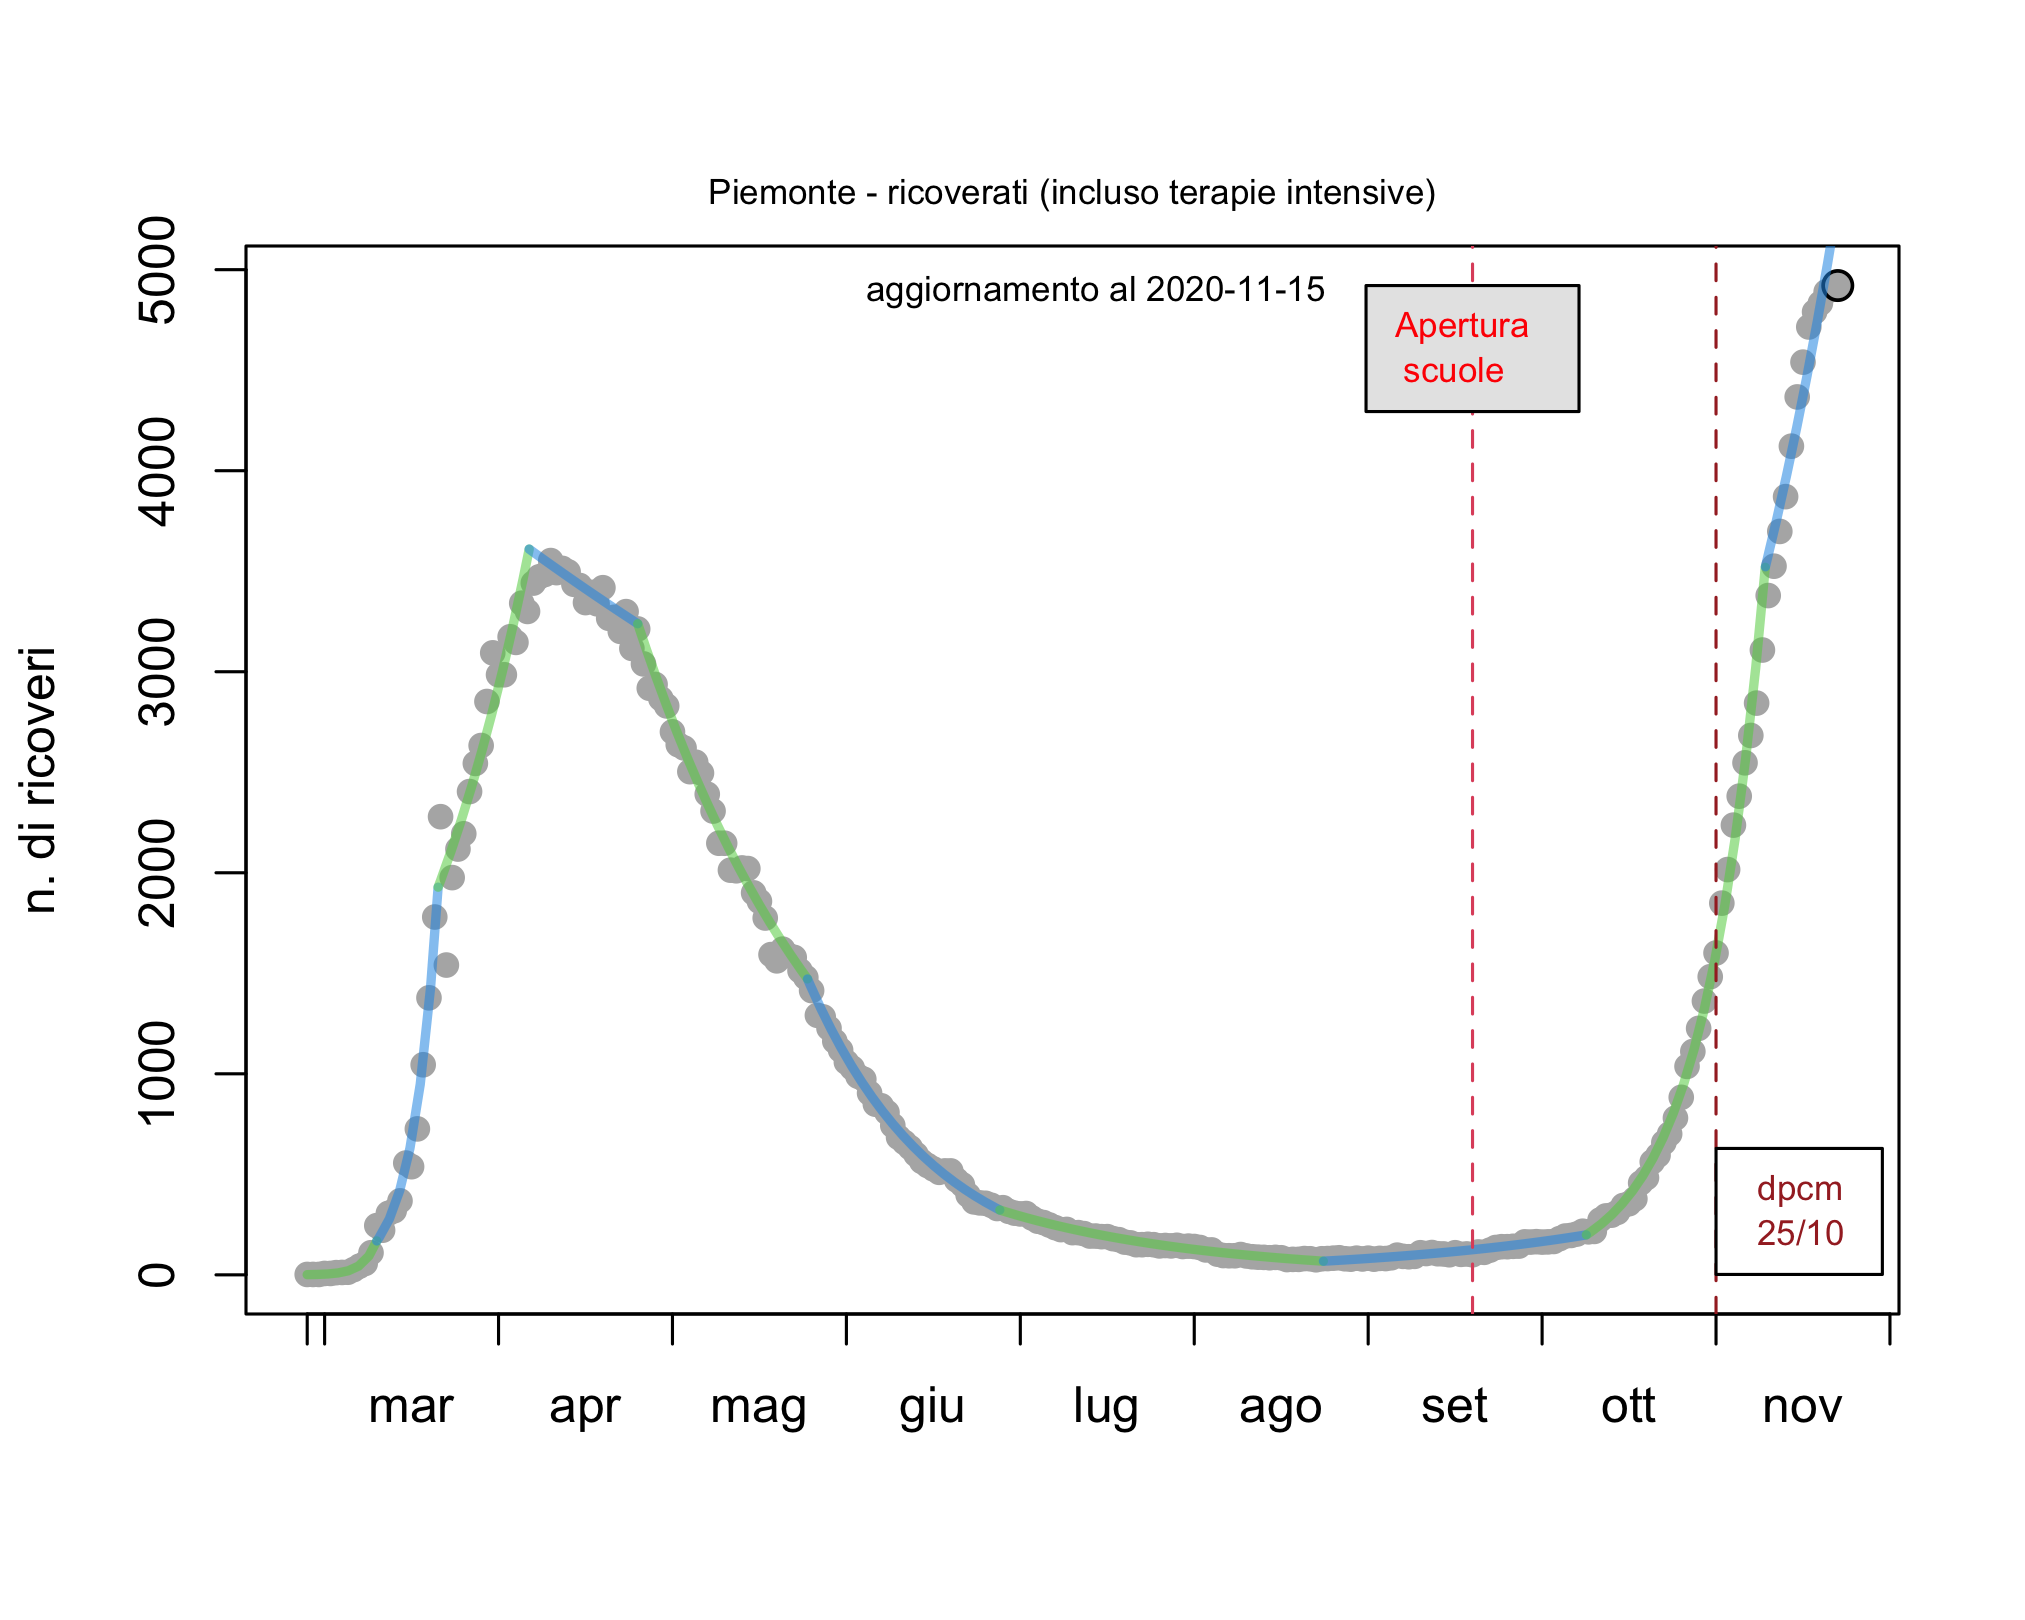 Piemonte - ricoverati (incluso terapie intensive)
aggiornamento al 2020-11-15
Apertura
scuole
dpcm
25/10
n. di ricoveri
5000
4000
3000
2000
1000
0
mar apr mag giu lug ago set ott nov